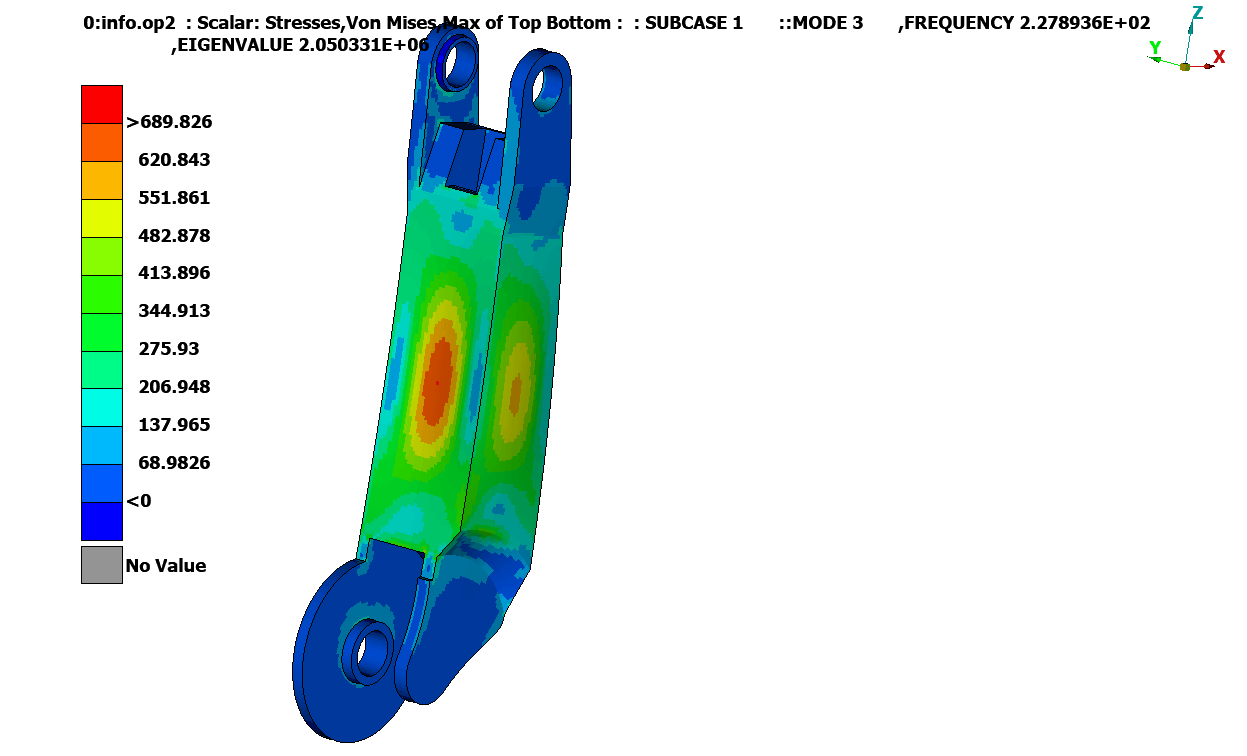 0:info.op2 : Scalar: Stresses,Von Mises,Max of Top Bottom : : SUBCASE 1 ::MODE 3 ,FREQUENCY 2.278936E+02
,EIGENVALUE 2.050331E+06
Z
Y
X
>689.826
620.843
551.861
482.878
413.896
344.913
275.93
206.948
137.965
68.9826
<0
No Value